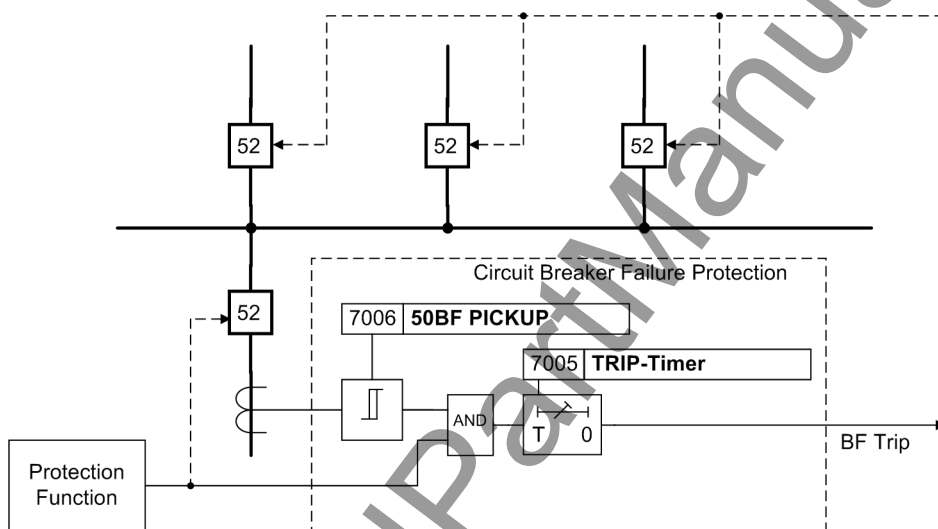 52
52
52
Circuit Breaker Failure Protection
52
7006 50BF PICKUP
7005 TRIP-Timer
AND
T 0
BF Trip
Protection
Function